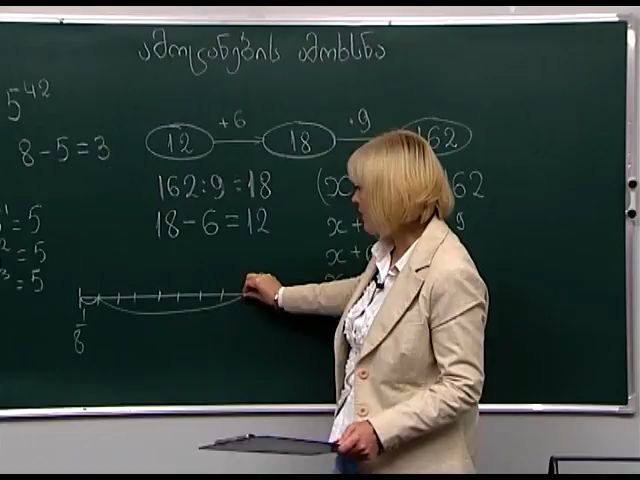 ამოცანების ამოხსნა
5⁴²
8-5=3
12 +6 18 ·9 162
162:9=18
18-6=12
(x 162
x+
x+
=5
=5
=5
8